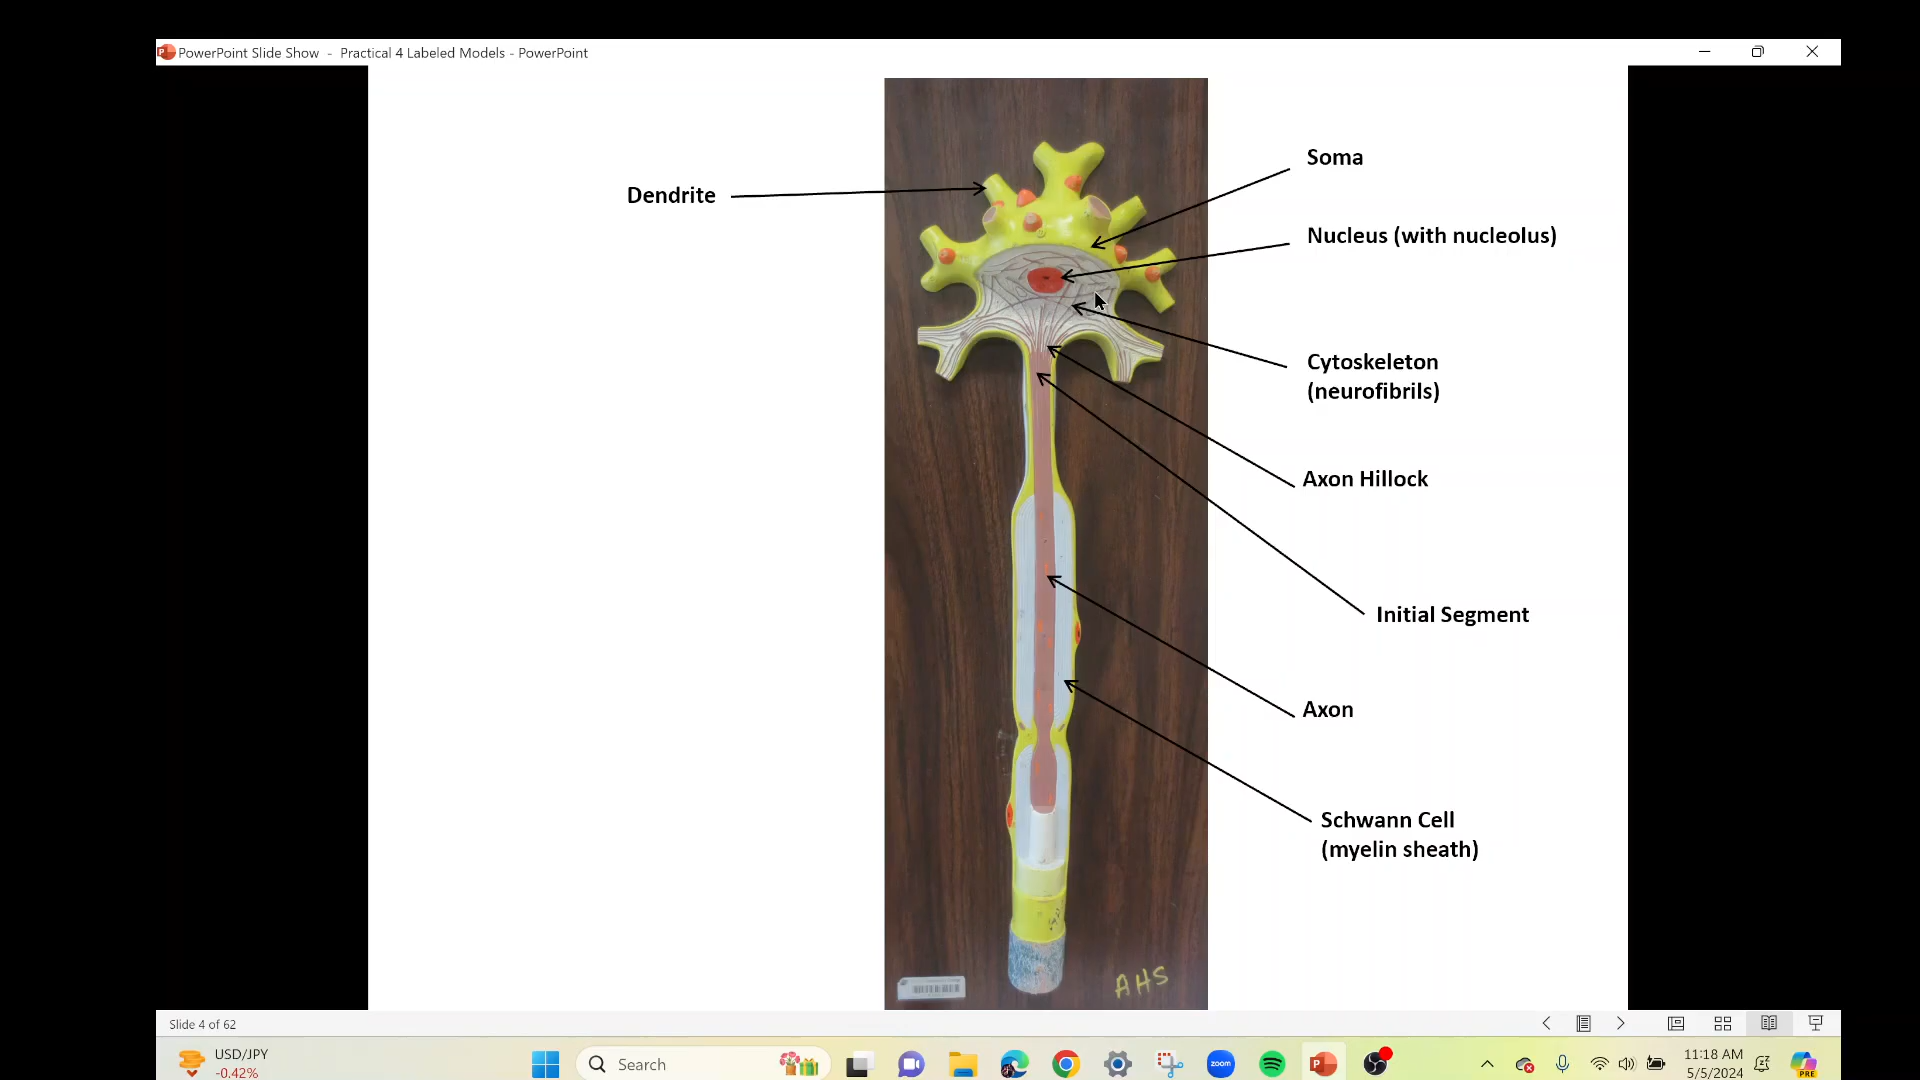 PowerPoint Slide Show - Practical 4 Labeled Models - PowerPoint
Soma
Dendrite
Nucleus (with nucleolus)
Cytoskeleton
(neurofibrils)
Axon Hillock
Initial Segment
Axon
Schwann Cell
(myelin sheath)
AHS
Slide 4 of 62
USD/JPY
-0.42%
Search
zoom
PRE
11:18 AM
5/5/2024